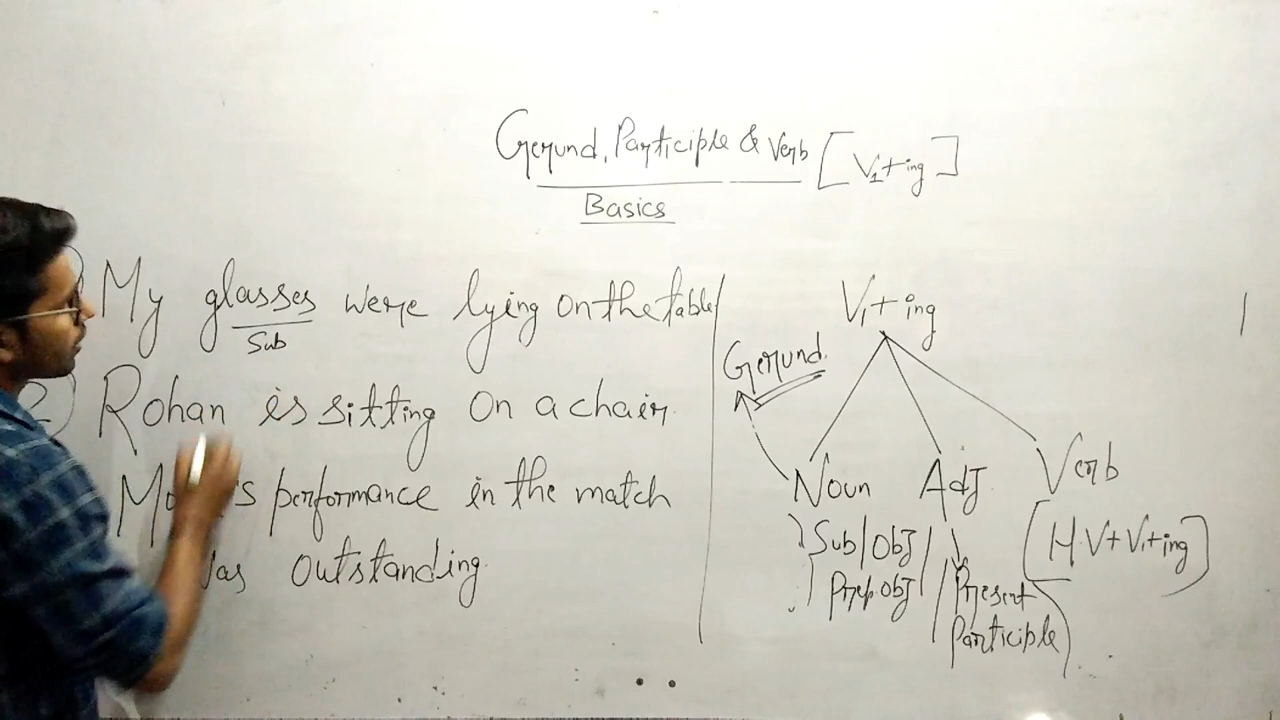 Gerund, Participle & Verb [V1+ing]
Basics
My glasses were lying on the table
Sub
2) Rohan is sitting on a chair.
's performance in the match
was outstanding.
V1+ing
Gerund
Noun Adj Verb
Sub/Obj/
Prep.obj
Present
Participle
[H.V+V1+ing]